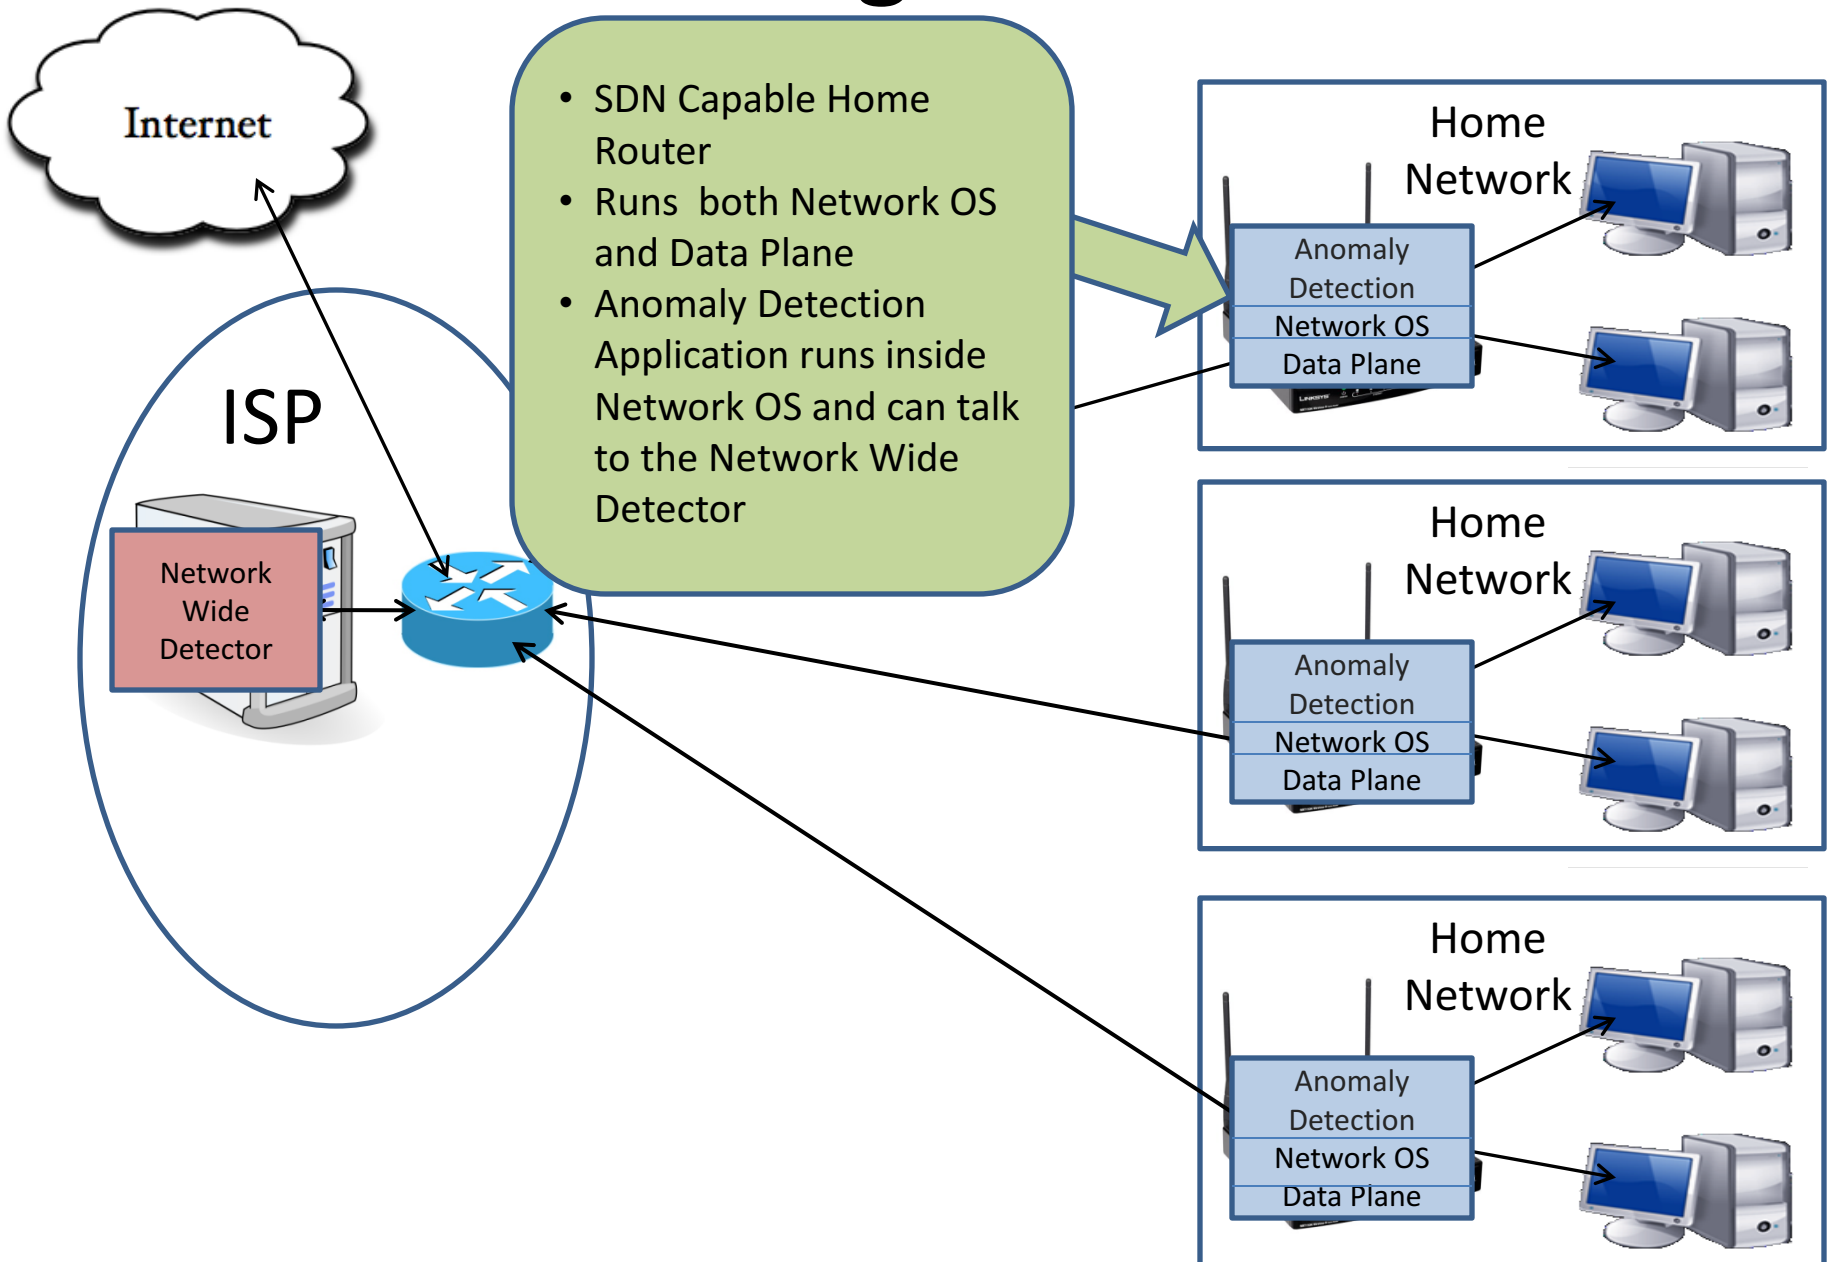 Internet
• SDN Capable Home
Router
• Runs both Network OS
and Data Plane
• Anomaly Detection
Application runs inside
Network OS and can talk
to the Network Wide
Detector
ISP
Network
Wide
Detector
Home
Network
Anomaly
Detection
Network OS
Data Plane
LINKSYS
Home
Network
Anomaly
Detection
Network OS
Data Plane
Home
Network
Anomaly
Detection
Network OS
Data Plane